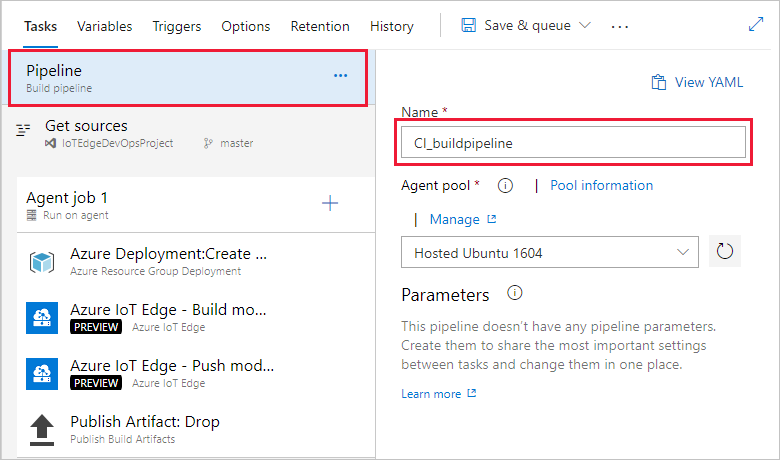 Tasks Variables Triggers Options Retention History Save & queue ...
Pipeline
Build pipeline
Get sources
IoTEdgeDevOpsProject master
Agent job 1
Run on agent
Azure Deployment:Create ...
Azure Resource Group Deployment
Azure IoT Edge - Build mo...
PREVIEW Azure IoT Edge
Azure IoT Edge - Push mod...
PREVIEW Azure IoT Edge
Publish Artifact: Drop
Publish Build Artifacts
View YAML
Name *
CI_buildpipeline
Agent pool * | Pool information
| Manage
Hosted Ubuntu 1604
Parameters
This pipeline doesn't have any pipeline parameters.
Create them to share the most important settings
between tasks and change them in one place.
Learn more